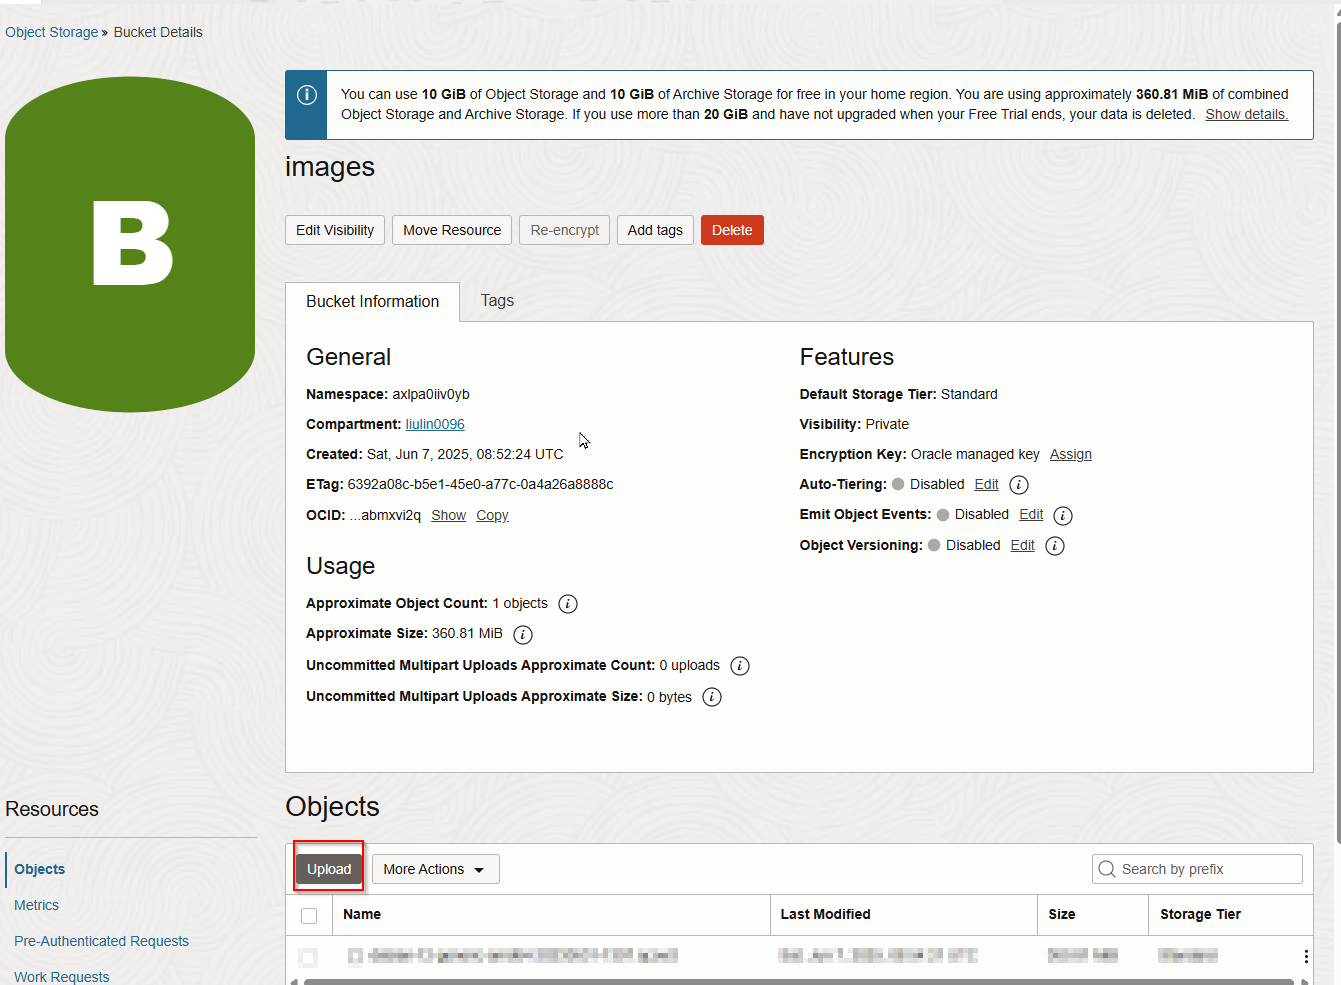 Object Storage » Bucket Details
B
You can use 10 GiB of Object Storage and 10 GiB of Archive Storage for free in your home region. You are using approximately 360.81 MiB of combined
Object Storage and Archive Storage. If you use more than 20 GiB and have not upgraded when your Free Trial ends, your data is deleted. Show details.
images
Edit Visibility Move Resource Re-encrypt Add tags Delete
Bucket Information Tags
General
Namespace: axlpa0iiv0yb
Compartment: liulin0096
Created: Sat, Jun 7, 2025, 08:52:24 UTC
ETag: 6392a08c-b5e1-45e0-a77c-0a4a26a8888c
OCID: ...abmxvi2q Show Copy
Usage
Approximate Object Count: 1 objects
Approximate Size: 360.81 MiB
Uncommitted Multipart Uploads Approximate Count: 0 uploads
Uncommitted Multipart Uploads Approximate Size: 0 bytes
Features
Default Storage Tier: Standard
Visibility: Private
Encryption Key: Oracle managed key Assign
Auto-Tiering: Disabled Edit
Emit Object Events: Disabled Edit
Object Versioning: Disabled Edit
Resources
Objects
Metrics
Pre-Authenticated Requests
Work Requests
Objects
Upload More Actions Search by prefix
Name Last Modified Size Storage Tier